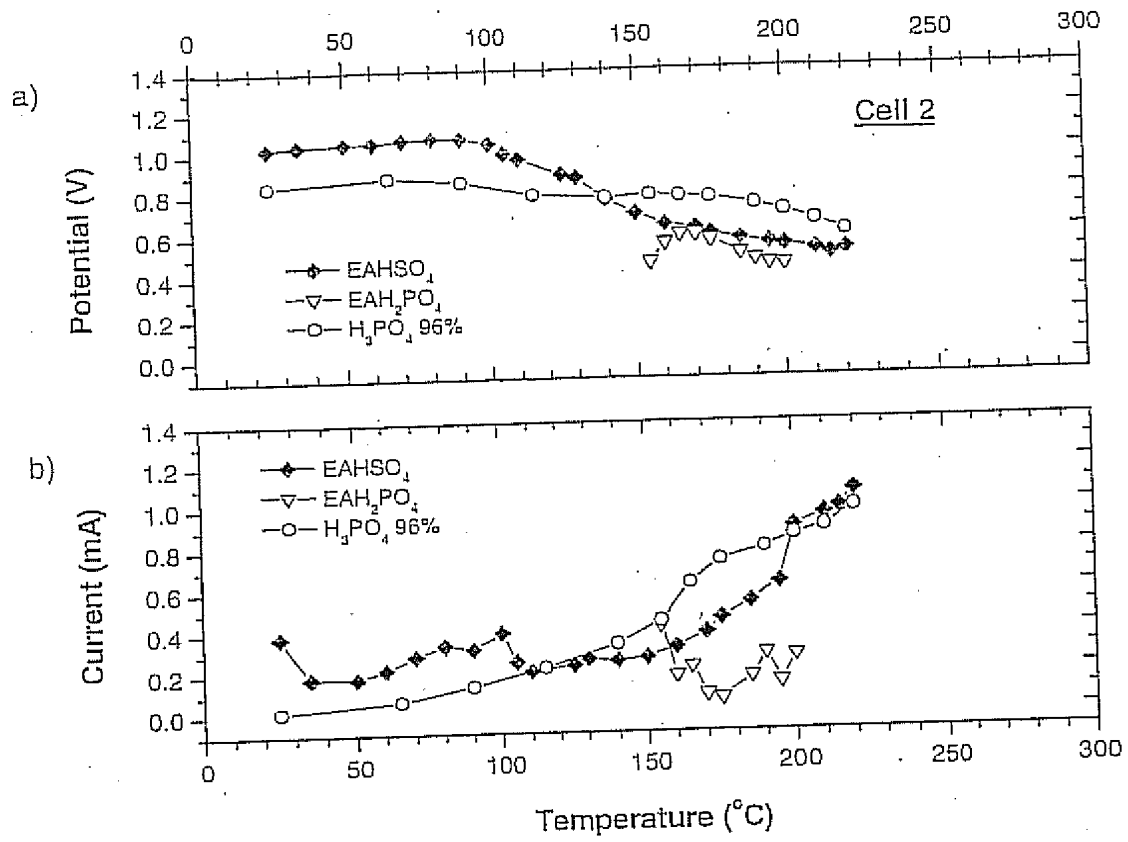 0 50 100 150 200 250 300
a)
1.4
1.2
1.0
0.8
0.6
0.4
0.2
0.0
Potential (V)
Cell 2
EAHSO₄
EAH₂PO₄
H₃PO₄ 96%
b)
1.4
1.2
1.0
0.8
0.6
0.4
0.2
0.0
Current (mA)
EAHSO₄
EAH₂PO₄
H₃PO₄ 96%
0 50 100 150 200 250 300
Temperature (°C)